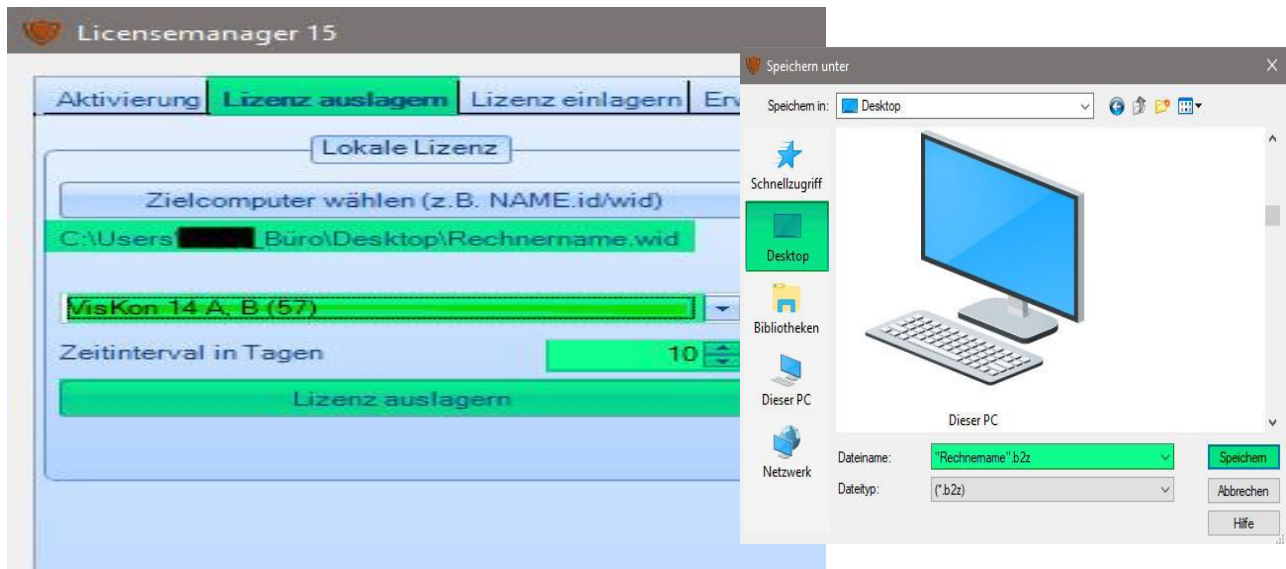 Licensemanager 15
Aktivierung Lizenz auslagern Lizenz einlagern Erv
Lokale Lizenz
Zielcomputer wählen (z.B. NAME.id/wid)
C:\Users\ _Büro\Desktop\Rechnername.wid
VisKon 14 A, B (57)
Zeitinterval in Tagen 10
Lizenz auslagern
Speichern unter
Speichern in: Desktop
Schnellzugriff
Desktop
Bibliotheken
Dieser PC
Netzwerk
Dieser PC
Dateiname: "Rechnername".b2z Speichern
Dateityp: (*.b2z) Abbrechen
Hilfe